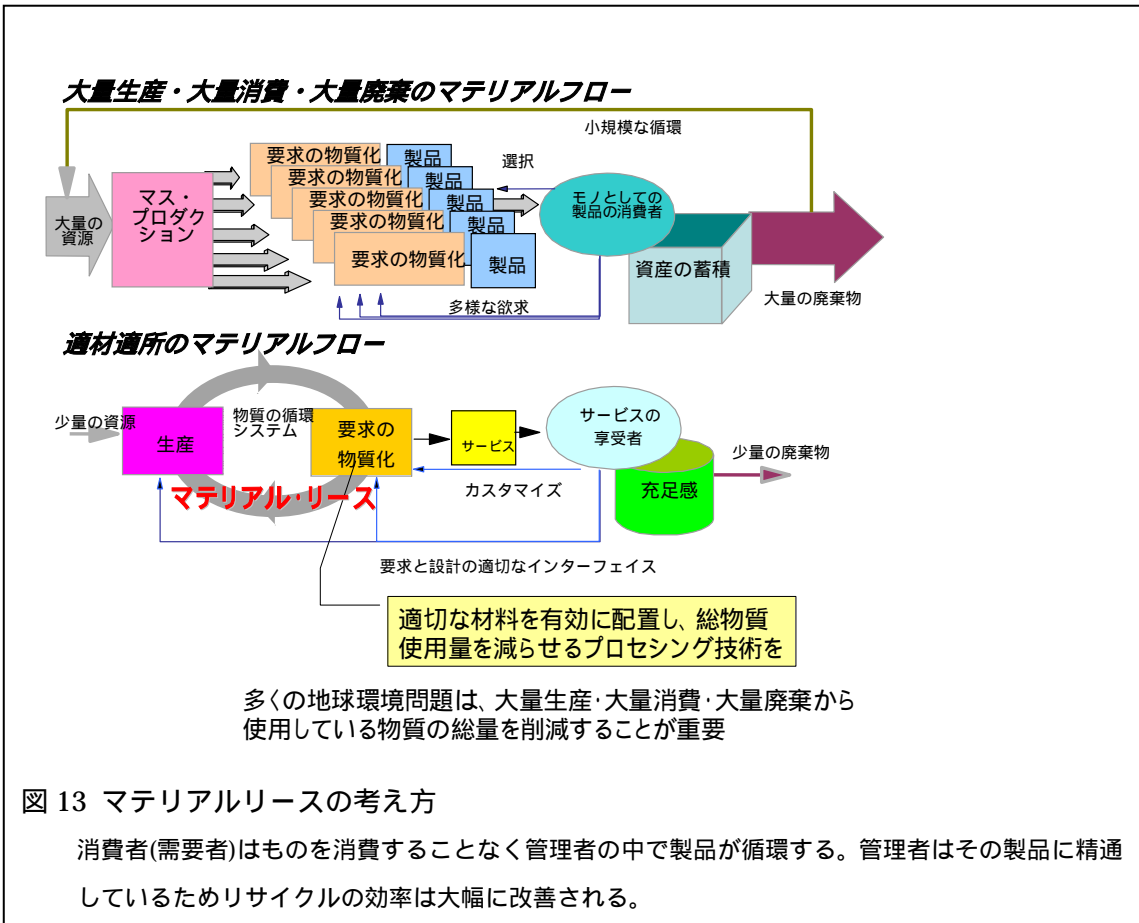 大量生産・大量消費・大量廃棄のマテリアルフロー
小規模な循環
大量の
資源
マス・
プロダク
ション
要求の物質化
製品
要求の物質化
製品
要求の物質化
製品
要求の物質化
製品
要求の物質化
製品
選択
モノとしての
製品の消費者
資産の蓄積
大量の廃棄物
多様な欲求
適材適所のマテリアルフロー
少量の資源
生産
物質の循環
システム
要求の
物質化
サービス
サービスの
享受者
充足感
少量の廃棄物
マテリアル・リース
カスタマイズ
要求と設計の適切なインターフェイス
適切な材料を有効に配置し、総物質
使用量を減らせるプロセシング技術を
多くの地球環境問題は、大量生産・大量消費・大量廃棄から
使用している物質の総量を削減することが重要
図 13 マテリアルリースの考え方
消費者(需要者)はものを消費することなく管理者の中で製品が循環する。管理者はその製品に精通
しているためリサイクルの効率は大幅に改善される。